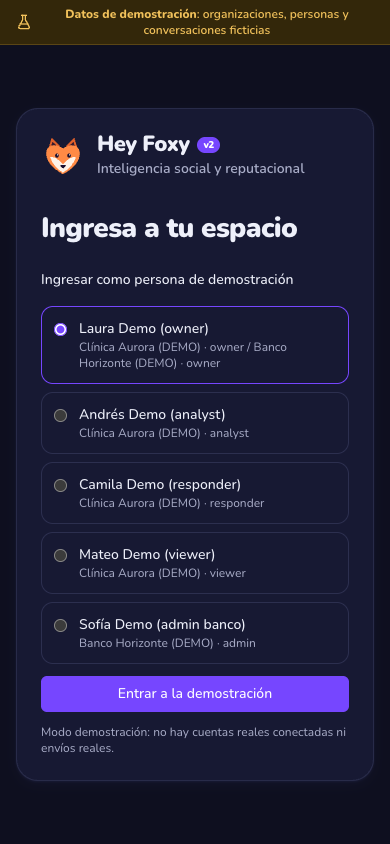 Datos de demostración: organizaciones, personas y
conversaciones ficticias
Hey Foxy v2
Inteligencia social y reputacional
Ingresa a tu espacio
Ingresar como persona de demostración
Laura Demo (owner)
Clínica Aurora (DEMO) · owner / Banco
Horizonte (DEMO) · owner
Andrés Demo (analyst)
Clínica Aurora (DEMO) · analyst
Camila Demo (responder)
Clínica Aurora (DEMO) · responder
Mateo Demo (viewer)
Clínica Aurora (DEMO) · viewer
Sofía Demo (admin banco)
Banco Horizonte (DEMO) · admin
Entrar a la demostración
Modo demostración: no hay cuentas reales conectadas ni
envíos reales.